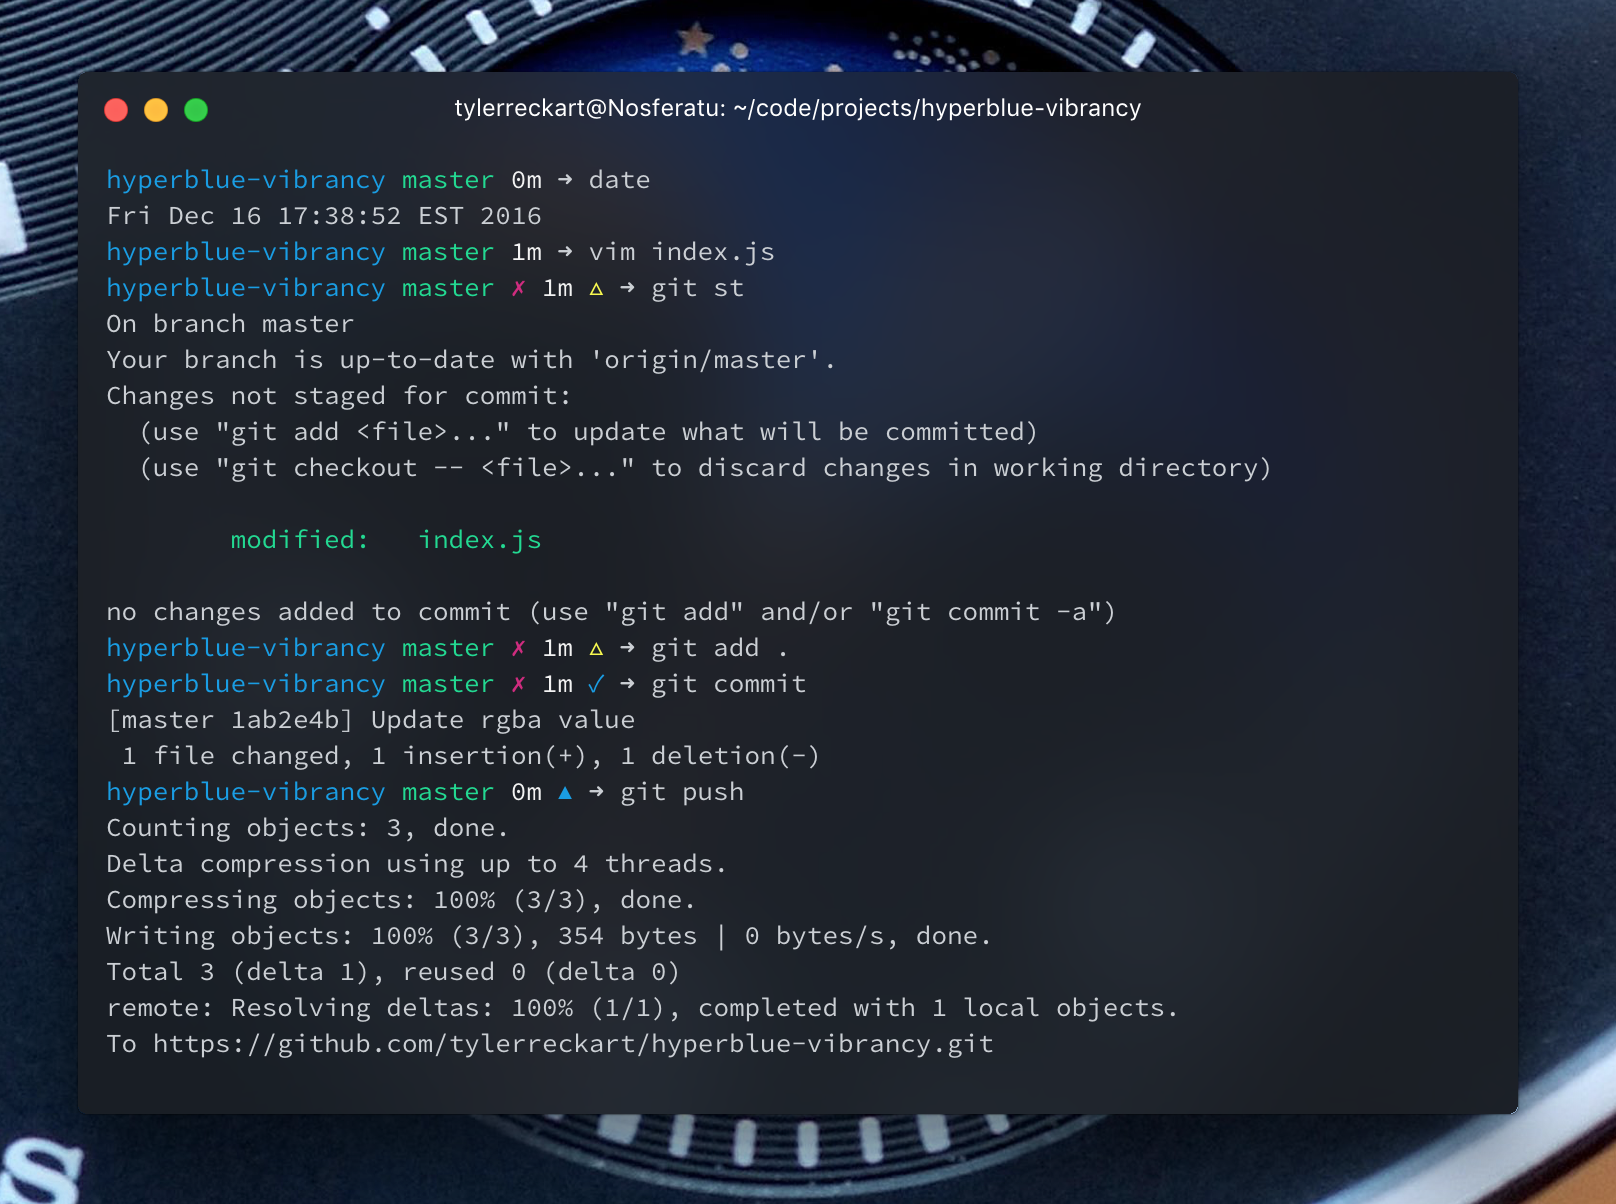 tylerreckart@Nosferatu: ~/code/projects/hyperblue-vibrancy
hyperblue-vibrancy master 0m ➜ date
Fri Dec 16 17:38:52 EST 2016
hyperblue-vibrancy master 1m ➜ vim index.js
hyperblue-vibrancy master ✗ 1m △ ➜ git st
On branch master
Your branch is up-to-date with 'origin/master'.
Changes not staged for commit:
  (use "git add <file>..." to update what will be committed)
  (use "git checkout -- <file>..." to discard changes in working directory)
        modified:   index.js
no changes added to commit (use "git add" and/or "git commit -a")
hyperblue-vibrancy master ✗ 1m △ ➜ git add .
hyperblue-vibrancy master ✗ 1m ✓ ➜ git commit
[master 1ab2e4b] Update rgba value
 1 file changed, 1 insertion(+), 1 deletion(-)
hyperblue-vibrancy master 0m ▲ ➜ git push
Counting objects: 3, done.
Delta compression using up to 4 threads.
Compressing objects: 100% (3/3), done.
Writing objects: 100% (3/3), 354 bytes | 0 bytes/s, done.
Total 3 (delta 1), reused 0 (delta 0)
remote: Resolving deltas: 100% (1/1), completed with 1 local objects.
To https://github.com/tylerreckart/hyperblue-vibrancy.git
s